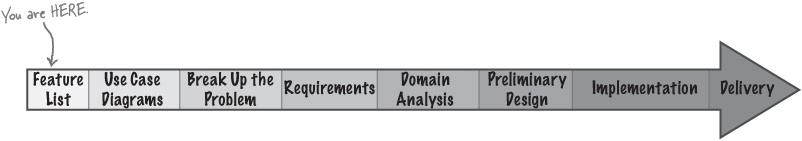 You are HERE.
Feature
List
Use Case
Diagrams
Break Up the
Problem
Requirements
Domain
Analysis
Preliminary
Design
Implementation
Delivery